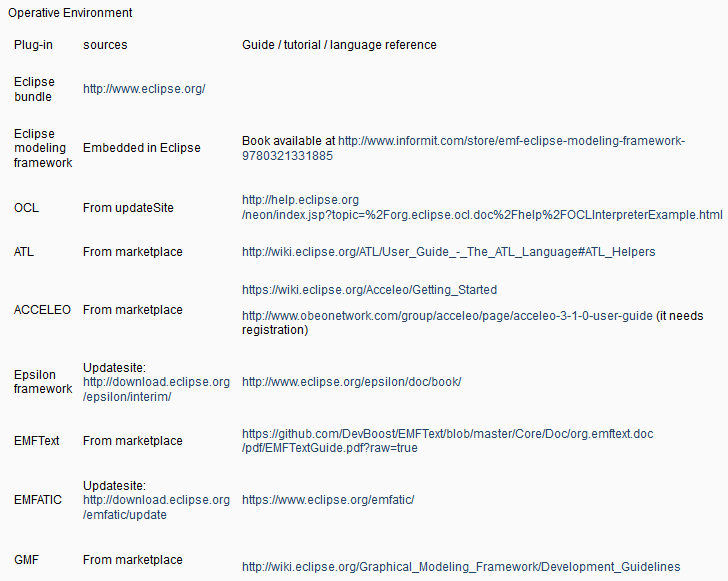 Operative Environment
Plug-in sources Guide / tutorial / language reference
Eclipse bundle http://www.eclipse.org/
Eclipse modeling framework Embedded in Eclipse Book available at http://www.informit.com/store/emf-eclipse-modeling-framework-
9780321331885
OCL From updateSite http://help.eclipse.org
/neon/index.jsp?topic=%2Forg.eclipse.ocl.doc%2Fhelp%2FOCLInterpreterExample.html
ATL From marketplace http://wiki.eclipse.org/ATL/User_Guide_-_The_ATL_Language#ATL_Helpers
ACCELEO From marketplace https://wiki.eclipse.org/Acceleo/Getting_Started
http://www.obeonetwork.com/group/acceleo/page/acceleo-3-1-0-user-guide (it needs
registration)
Epsilon framework Updatesite:
http://download.eclipse.org
/epsilon/interim/ http://www.eclipse.org/epsilon/doc/book/
EMFText From marketplace https://github.com/DevBoost/EMFText/blob/master/Core/Doc/org.emftext.doc
/pdf/EMFTextGuide.pdf?raw=true
EMFATIC Updatesite:
http://download.eclipse.org
/emfatic/update https://www.eclipse.org/emfatic/
GMF From marketplace http://wiki.eclipse.org/Graphical_Modeling_Framework/Development_Guidelines